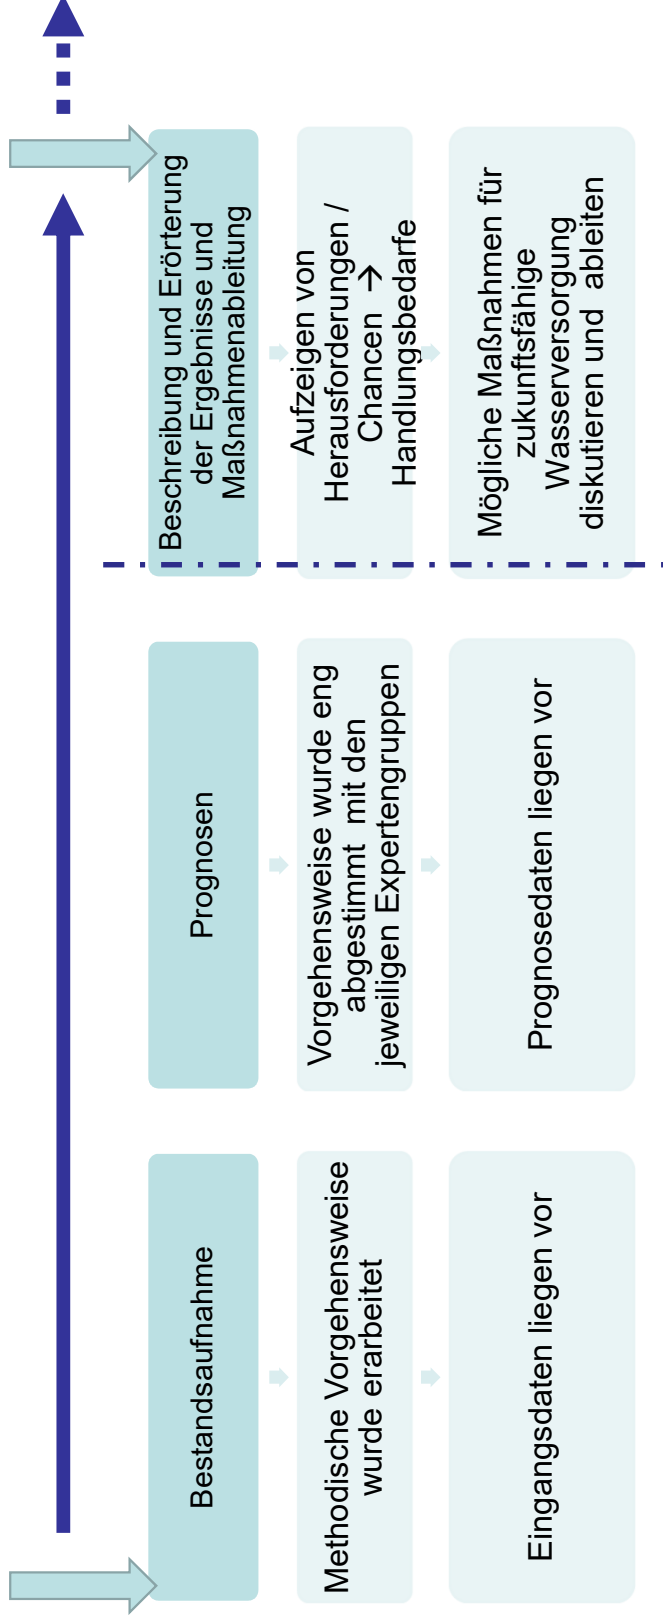 Bestandsaufnahme
Methodische Vorgehensweise
wurde erarbeitet
Eingangsdaten liegen vor
Prognosen
Vorgehensweise wurde eng
abgestimmt mit den
jeweiligen Expertengruppen
Prognosedaten liegen vor
Beschreibung und Erörterung
der Ergebnisse und
Maßnahmenableitung
Aufzeigen von
Herausforderungen /
Chancen →
Handlungsbedarfe
Mögliche Maßnahmen für
zukunftsfähige
Wasserversorgung
diskutieren und ableiten